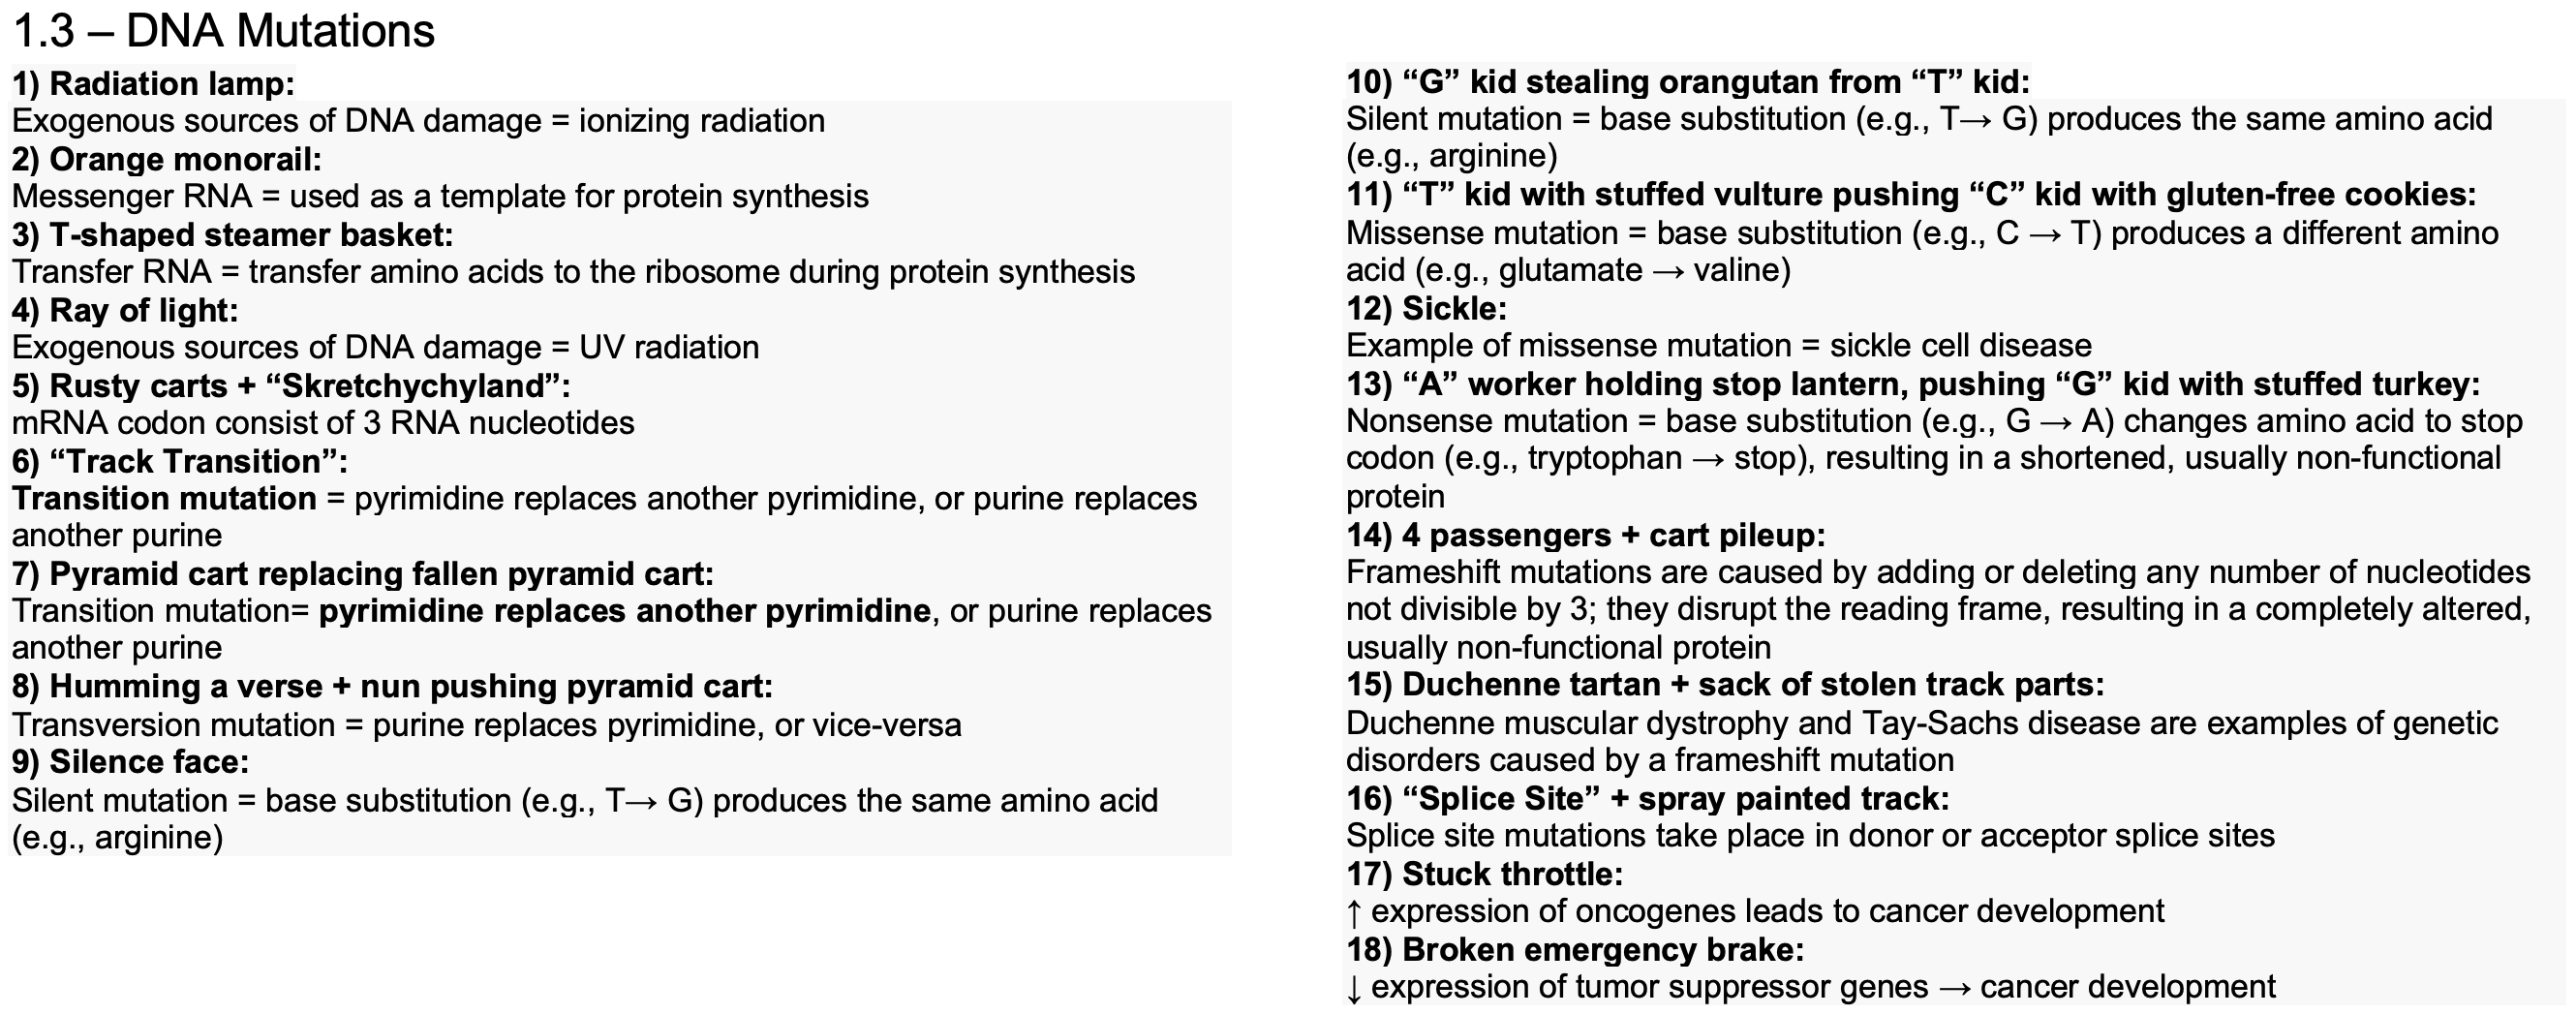 1.3 – DNA Mutations
1) Radiation lamp:
Exogenous sources of DNA damage = ionizing radiation
2) Orange monorail:
Messenger RNA = used as a template for protein synthesis
3) T-shaped steamer basket:
Transfer RNA = transfer amino acids to the ribosome during protein synthesis
4) Ray of light:
Exogenous sources of DNA damage = UV radiation
5) Rusty carts + “Skretchychyland”:
mRNA codon consist of 3 RNA nucleotides
6) “Track Transition”:
Transition mutation = pyrimidine replaces another pyrimidine, or purine replaces
another purine
7) Pyramid cart replacing fallen pyramid cart:
Transition mutation= pyrimidine replaces another pyrimidine, or purine replaces
another purine
8) Humming a verse + nun pushing pyramid cart:
Transversion mutation = purine replaces pyrimidine, or vice-versa
9) Silence face:
Silent mutation = base substitution (e.g., T→ G) produces the same amino acid
(e.g., arginine)
10) “G” kid stealing orangutan from “T” kid:
Silent mutation = base substitution (e.g., T→ G) produces the same amino acid
(e.g., arginine)
11) “T” kid with stuffed vulture pushing “C” kid with gluten-free cookies:
Missense mutation = base substitution (e.g., C → T) produces a different amino
acid (e.g., glutamate → valine)
12) Sickle:
Example of missense mutation = sickle cell disease
13) “A” worker holding stop lantern, pushing “G” kid with stuffed turkey:
Nonsense mutation = base substitution (e.g., G → A) changes amino acid to stop
codon (e.g., tryptophan → stop), resulting in a shortened, usually non-functional
protein
14) 4 passengers + cart pileup:
Frameshift mutations are caused by adding or deleting any number of nucleotides
not divisible by 3; they disrupt the reading frame, resulting in a completely altered,
usually non-functional protein
15) Duchenne tartan + sack of stolen track parts:
Duchenne muscular dystrophy and Tay-Sachs disease are examples of genetic
disorders caused by a frameshift mutation
16) “Splice Site” + spray painted track:
Splice site mutations take place in donor or acceptor splice sites
17) Stuck throttle:
↑ expression of oncogenes leads to cancer development
18) Broken emergency brake:
↓ expression of tumor suppressor genes → cancer development